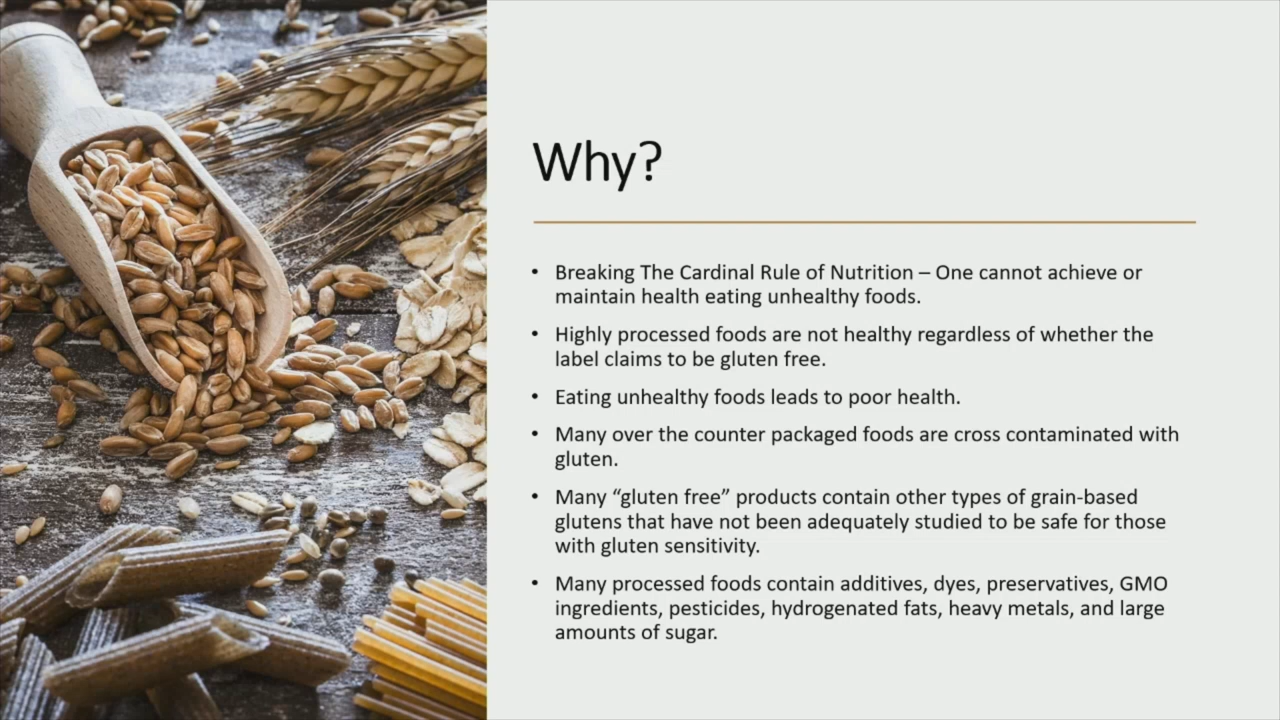 Why?
• Breaking The Cardinal Rule of Nutrition – One cannot achieve or
maintain health eating unhealthy foods.
• Highly processed foods are not healthy regardless of whether the
label claims to be gluten free.
• Eating unhealthy foods leads to poor health.
• Many over the counter packaged foods are cross contaminated with
gluten.
• Many “gluten free” products contain other types of grain-based
glutens that have not been adequately studied to be safe for those
with gluten sensitivity.
• Many processed foods contain additives, dyes, preservatives, GMO
ingredients, pesticides, hydrogenated fats, heavy metals, and large
amounts of sugar.